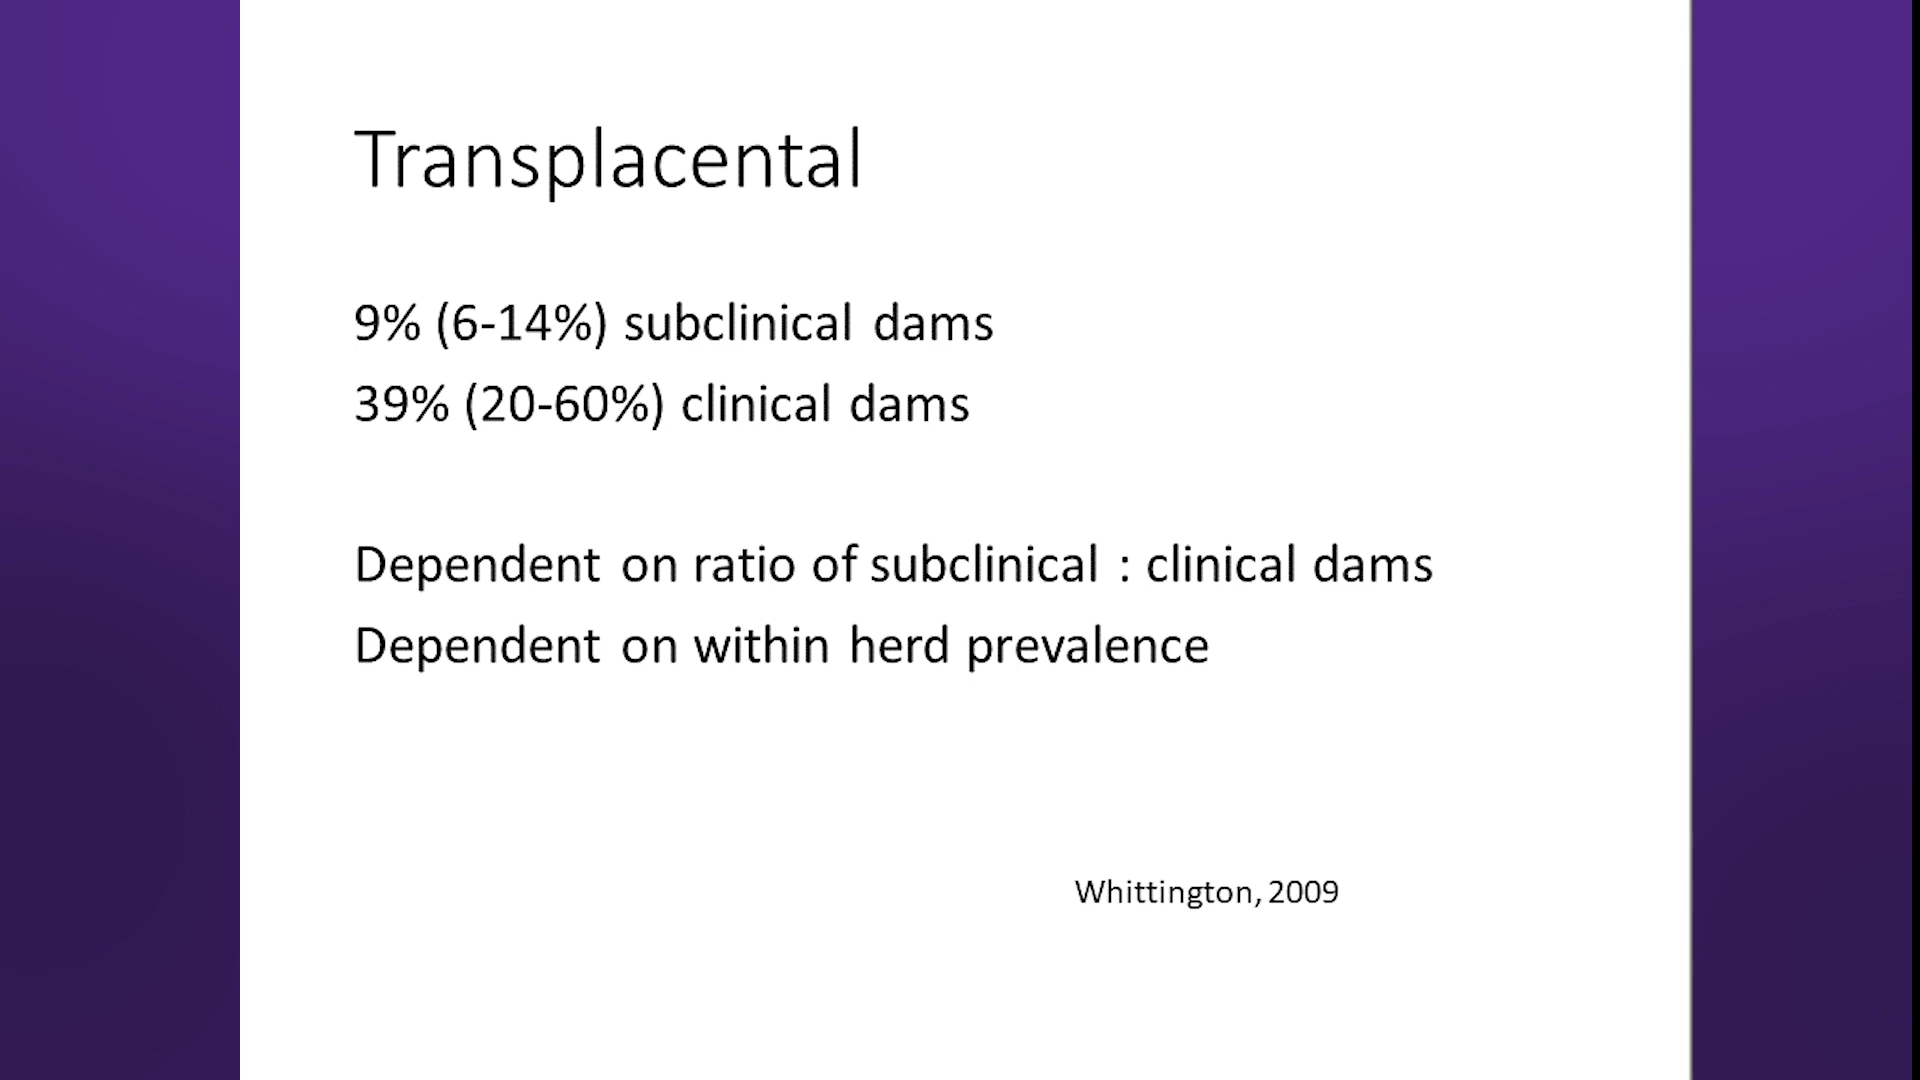 Transplacental
9% (6-14%) subclinical dams
39% (20-60%) clinical dams
Dependent on ratio of subclinical : clinical dams
Dependent on within herd prevalence
Whittington, 2009